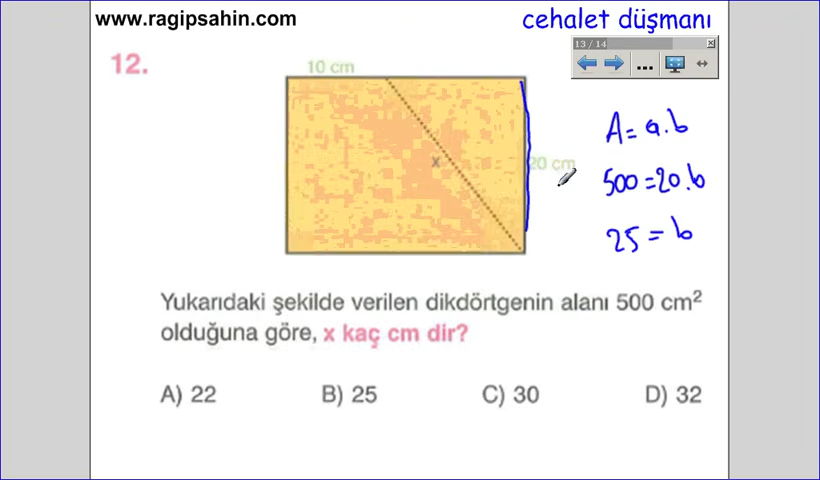 www.ragipsahin.com
cehalet düşmanı
13 / 14
12.
10 cm
x
20 cm
A = a.b
500 = 20.b
25 = b
Yukarıdaki şekilde verilen dikdörtgenin alanı 500 cm²
olduğuna göre, x kaç cm dir?
A) 22 B) 25 C) 30 D) 32